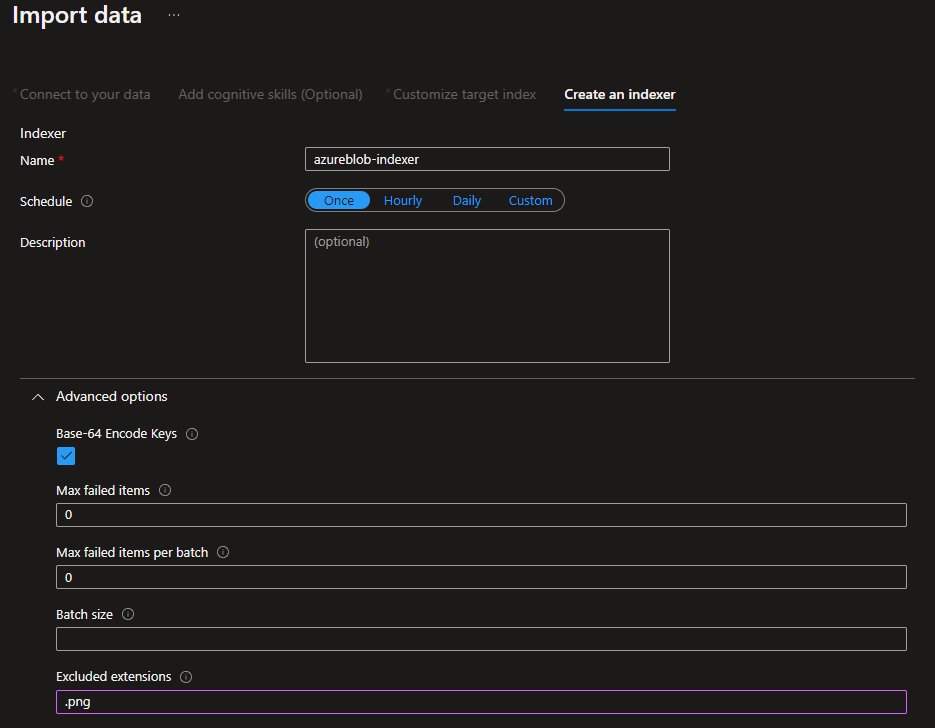 Import data ...
* Connect to your data Add cognitive skills (Optional) * Customize target index Create an indexer
Indexer
Name * azureblob-indexer
Schedule Once Hourly Daily Custom
Description (optional)
Advanced options
Base-64 Encode Keys
Max failed items
0
Max failed items per batch
0
Batch size
Excluded extensions
.png